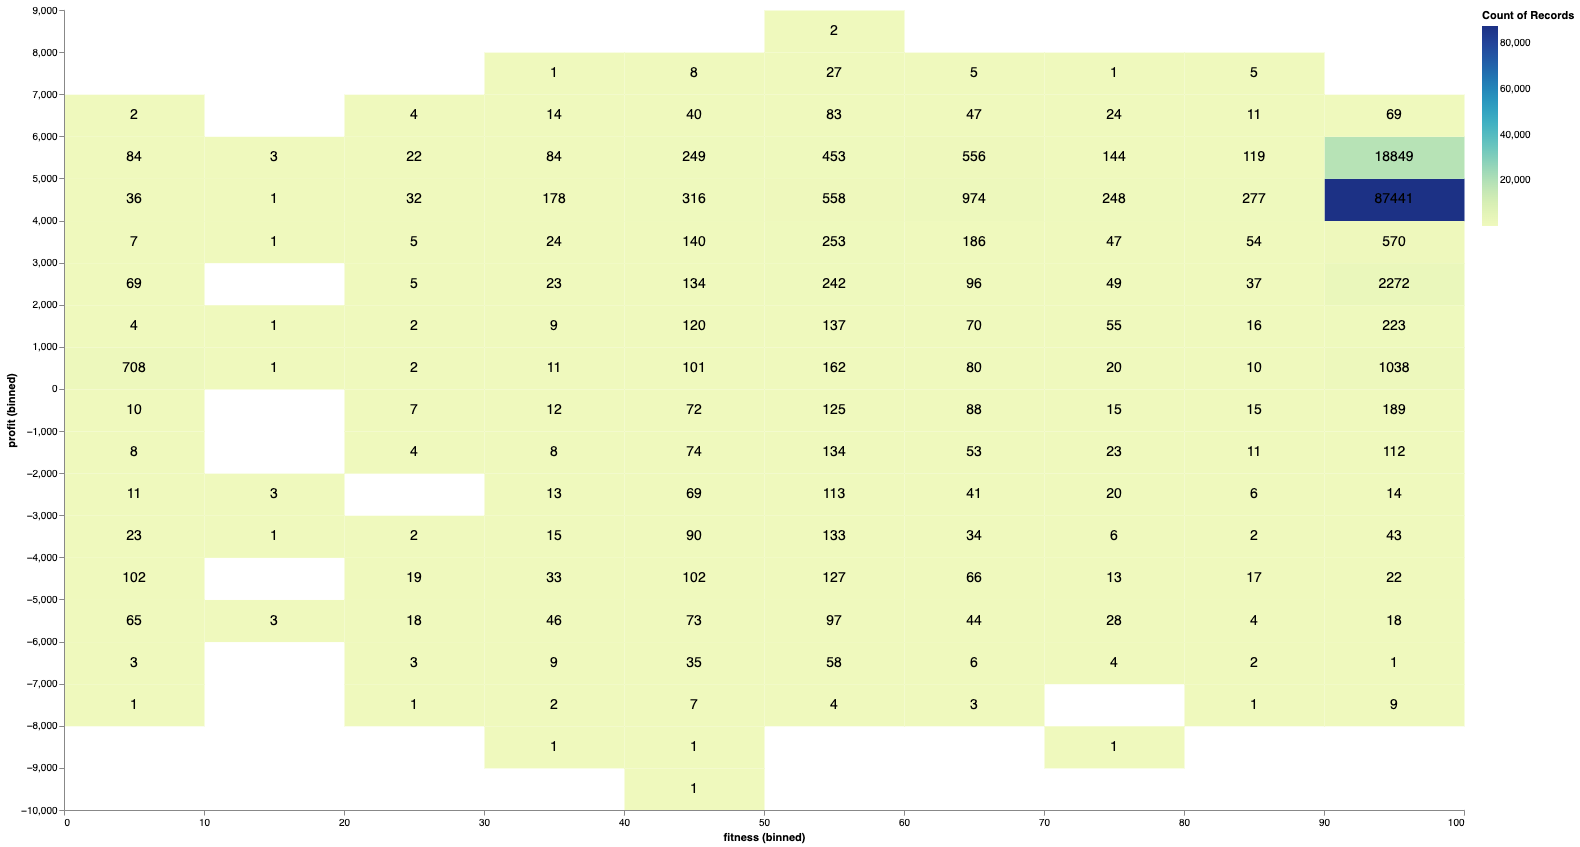 Count of Records
80,000
60,000
40,000
20,000
profit (binned)
9,000
2
8,000
1 8 27 5 1 5
7,000
2 4 14 40 83 47 24 11 69
6,000
84 3 22 84 249 453 556 144 119 18849
5,000
36 1 32 178 316 558 974 248 277 87441
4,000
7 1 5 24 140 253 186 47 54 570
3,000
69 5 23 134 242 96 49 37 2272
2,000
4 1 2 9 120 137 70 55 16 223
1,000
708 1 2 11 101 162 80 20 10 1038
0
10 7 12 72 125 88 15 15 189
−1,000
8 4 8 74 134 53 23 11 112
−2,000
11 3 13 69 113 41 20 6 14
−3,000
23 1 2 15 90 133 34 6 2 43
−4,000
102 19 33 102 127 66 13 17 22
−5,000
65 3 18 46 73 97 44 28 4 18
−6,000
3 3 9 35 58 6 4 2 1
−7,000
1 1 2 7 4 3 1 9
−8,000
1 1 1
−9,000
1
−10,000
0 10 20 30 40 50 60 70 80 90 100
fitness (binned)